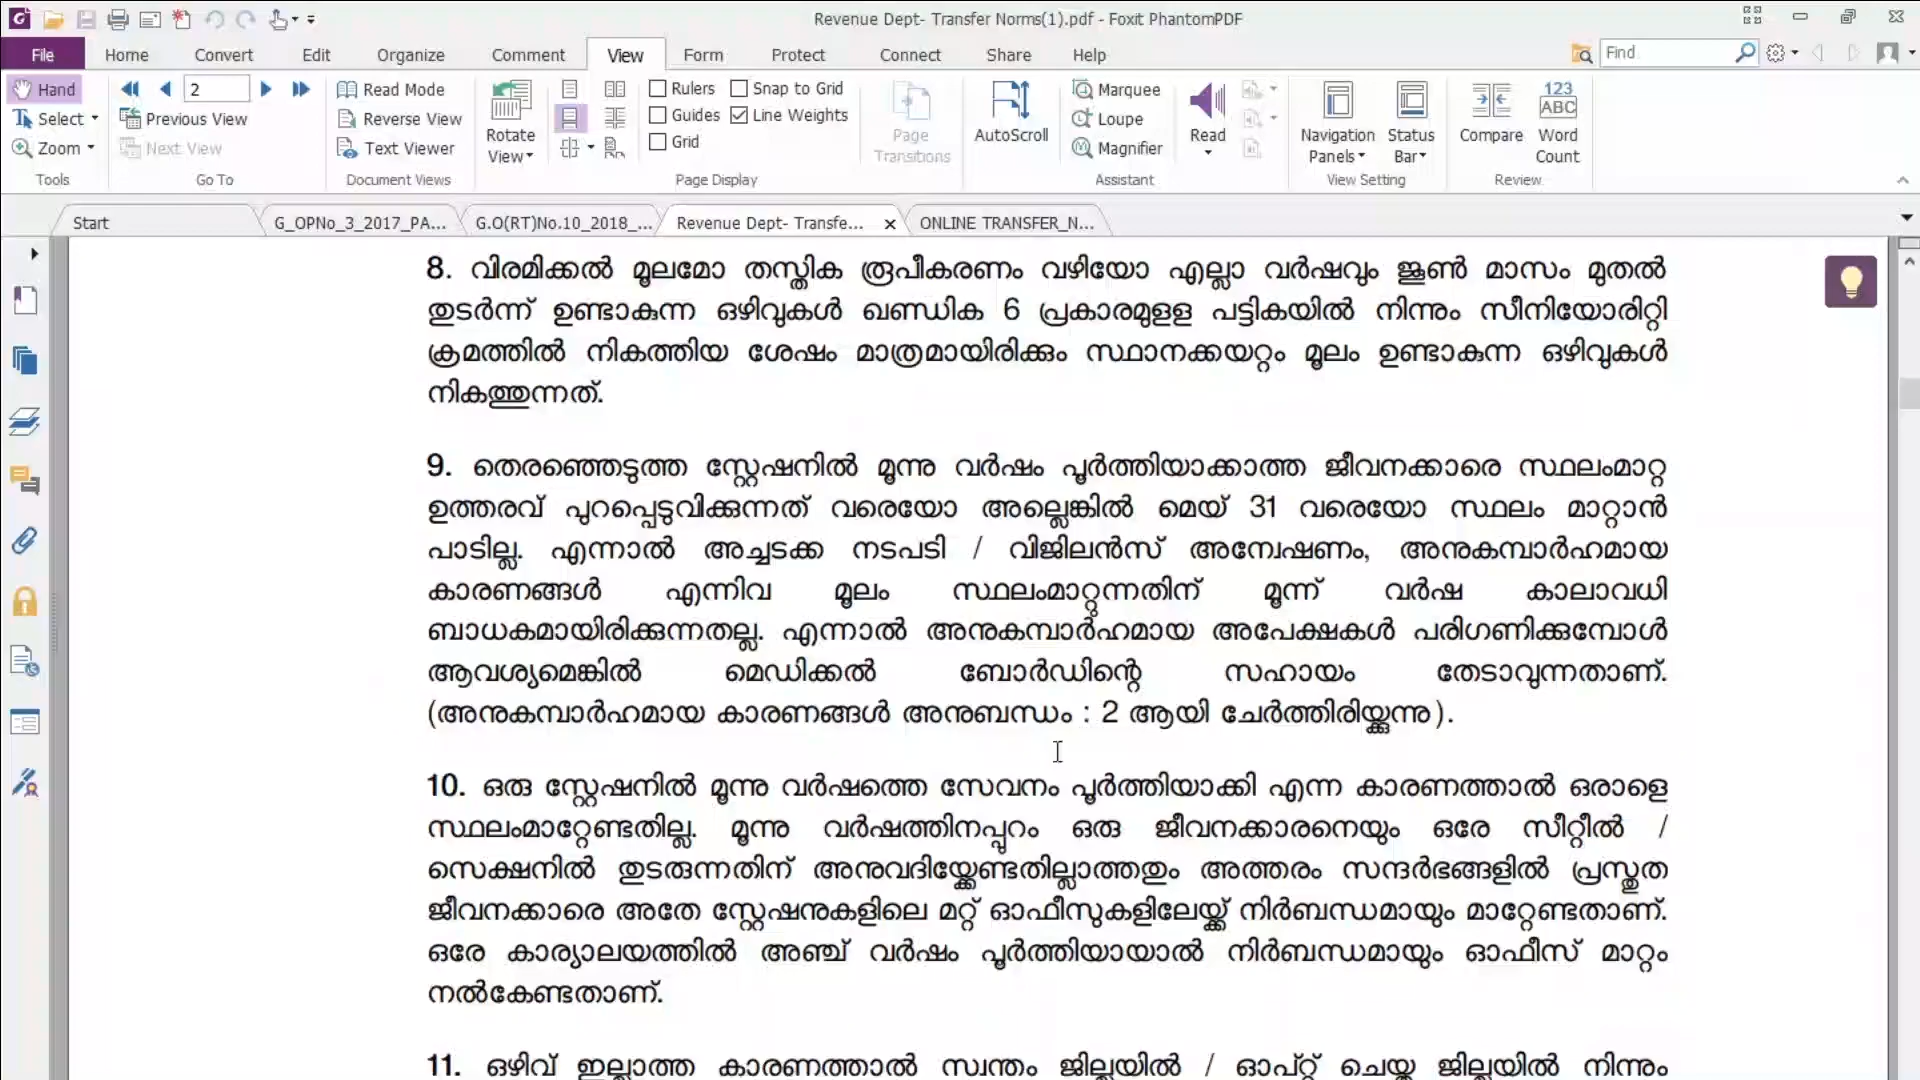 Revenue Dept- Transfer Norms(1).pdf - Foxit PhantomPDF
File Home Convert Edit Organize Comment View Form Protect Connect Share Help Find
Hand 2 Read Mode Rulers Snap to Grid Marquee 123
Select Previous View Reverse View Guides Line Weights Loupe ABC
Zoom Next View Text Viewer Grid Magnifier
Rotate View Page Transitions AutoScroll Read Navigation Panels Status Bar Compare Word Count
Tools Go To Document Views Page Display Assistant View Setting Review
Start G_OPNo_3_2017_PA... G.O(RT)No.10_2018_... Revenue Dept- Transfe... ONLINE TRANSFER_N...
8. വിരമിക്കൽ മൂലമോ തസ്തിക രൂപീകരണം വഴിയോ എല്ലാ വർഷവും ജൂൺ മാസം മുതൽ
തുടർന്ന് ഉണ്ടാകുന്ന ഒഴിവുകൾ ഖണ്ഡിക 6 പ്രകാരമുളള പട്ടികയിൽ നിന്നും സീനിയോരിറ്റി
ക്രമത്തിൽ നികത്തിയ ശേഷം മാത്രമായിരിക്കും സ്ഥാനക്കയറ്റം മൂലം ഉണ്ടാകുന്ന ഒഴിവുകൾ
നികത്തുന്നത്.
9. തെരഞ്ഞെടുത്ത സ്റ്റേഷനിൽ മൂന്നു വർഷം പൂർത്തിയാക്കാത്ത ജീവനക്കാരെ സ്ഥലംമാറ്റ
ഉത്തരവ് പുറപ്പെടുവിക്കുന്നത് വരെയോ അല്ലെങ്കിൽ മെയ് 31 വരെയോ സ്ഥലം മാറ്റാൻ
പാടില്ല. എന്നാൽ അച്ചടക്ക നടപടി / വിജിലൻസ് അന്വേഷണം, അനുകമ്പാർഹമായ
കാരണങ്ങൾ എന്നിവ മൂലം സ്ഥലംമാറ്റുന്നതിന് മൂന്ന് വർഷ കാലാവധി
ബാധകമായിരിക്കുന്നതല്ല. എന്നാൽ അനുകമ്പാർഹമായ അപേക്ഷകൾ പരിഗണിക്കുമ്പോൾ
ആവശ്യമെങ്കിൽ മെഡിക്കൽ ബോർഡിന്റെ സഹായം തേടാവുന്നതാണ്.
(അനുകമ്പാർഹമായ കാരണങ്ങൾ അനുബന്ധം : 2 ആയി ചേർത്തിരിയ്ക്കുന്നു).
10. ഒരു സ്റ്റേഷനിൽ മൂന്നു വർഷത്തെ സേവനം പൂർത്തിയാക്കി എന്ന കാരണത്താൽ ഒരാളെ
സ്ഥലംമാറ്റേണ്ടതില്ല. മൂന്നു വർഷത്തിനപ്പുറം ഒരു ജീവനക്കാരനെയും ഒരേ സീറ്റീൽ /
സെക്ഷനിൽ തുടരുന്നതിന് അനുവദിയ്ക്കേണ്ടതില്ലാത്തതും അത്തരം സന്ദർഭങ്ങളിൽ പ്രസ്തുത
ജീവനക്കാരെ അതേ സ്റ്റേഷനുകളിലെ മറ്റ് ഓഫീസുകളിലേയ്ക്ക് നിർബന്ധമായും മാറ്റേണ്ടതാണ്.
ഒരേ കാര്യാലയത്തിൽ അഞ്ച് വർഷം പൂർത്തിയായാൽ നിർബന്ധമായും ഓഫീസ് മാറ്റം
നൽകേണ്ടതാണ്.
11. ഒഴിവ് ഇല്ലാത്ത കാരണത്താൽ സ്വന്തം ജില്ലയിൽ / ഓപ്റ്റ് ചെയ്ത ജില്ലയിൽ നിന്നും